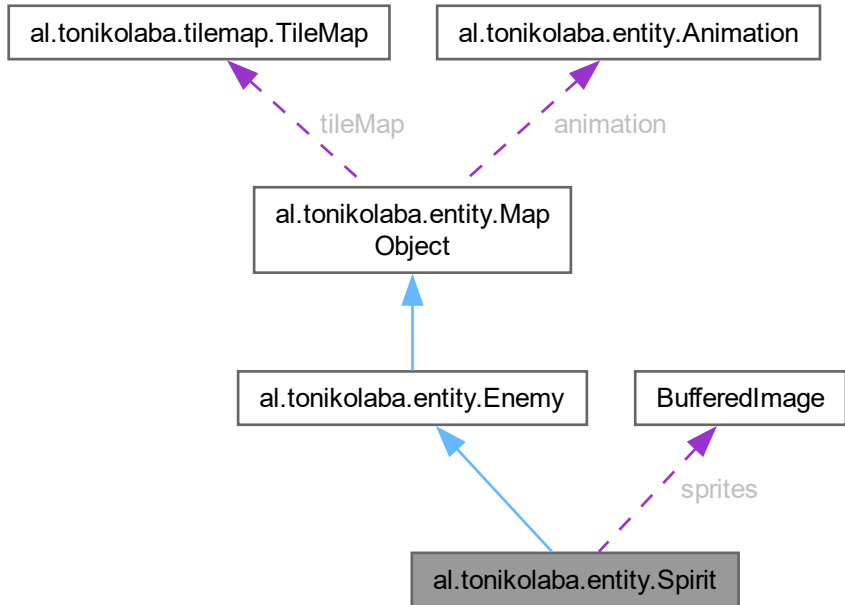 al.tonikolaba.tilemap.TileMap
al.tonikolaba.entity.Animation
tileMap
animation
al.tonikolaba.entity.Map
Object
al.tonikolaba.entity.Enemy
BufferedImage
sprites
al.tonikolaba.entity.Spirit